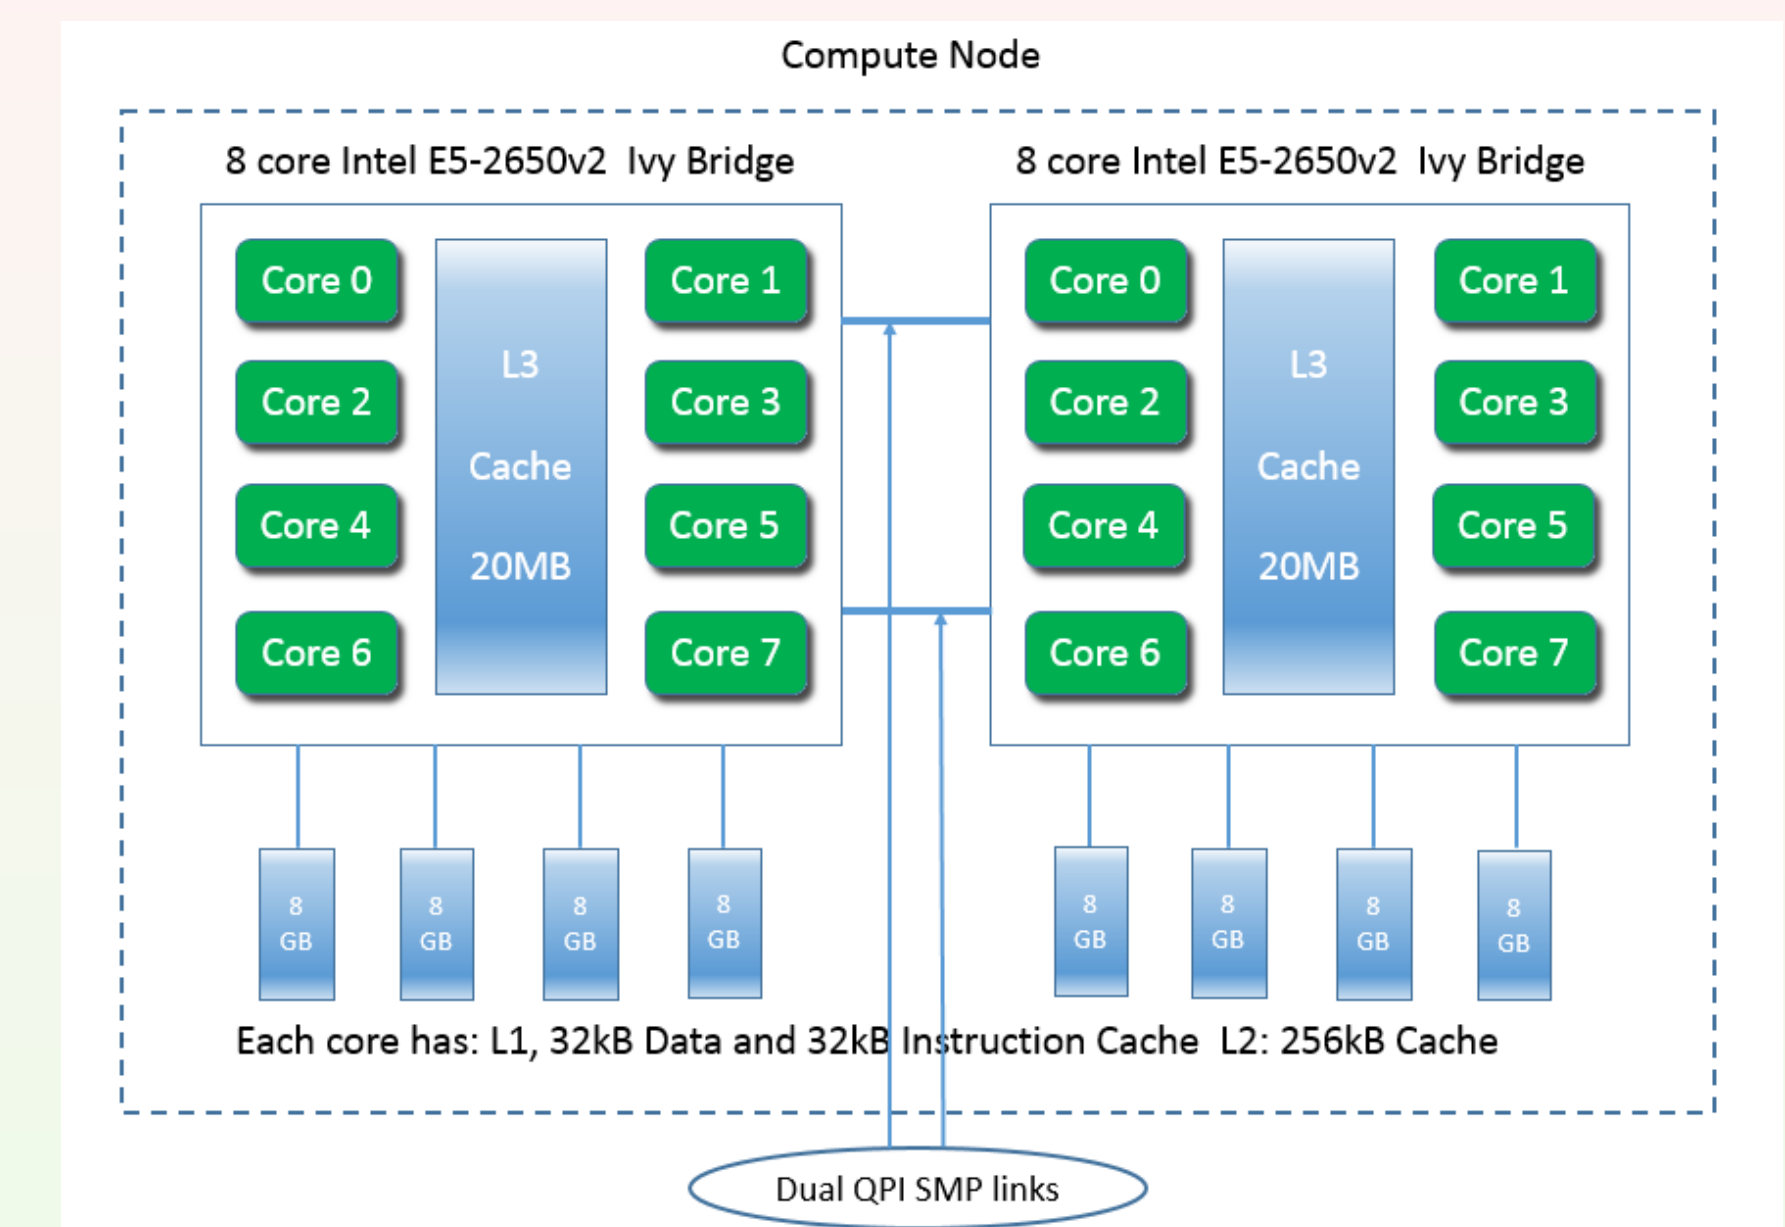 Compute Node
8 core Intel E5-2650v2  Ivy Bridge
8 core Intel E5-2650v2  Ivy Bridge
Core 0
Core 1
Core 2
Core 3
Core 4
Core 5
Core 6
Core 7
L3
Cache
20MB
Core 0
Core 1
Core 2
Core 3
Core 4
Core 5
Core 6
Core 7
L3
Cache
20MB
8
GB
8
GB
8
GB
8
GB
8
GB
8
GB
8
GB
8
GB
Each core has: L1, 32kB Data and 32kB Instruction Cache  L2: 256kB Cache
Dual QPI SMP links